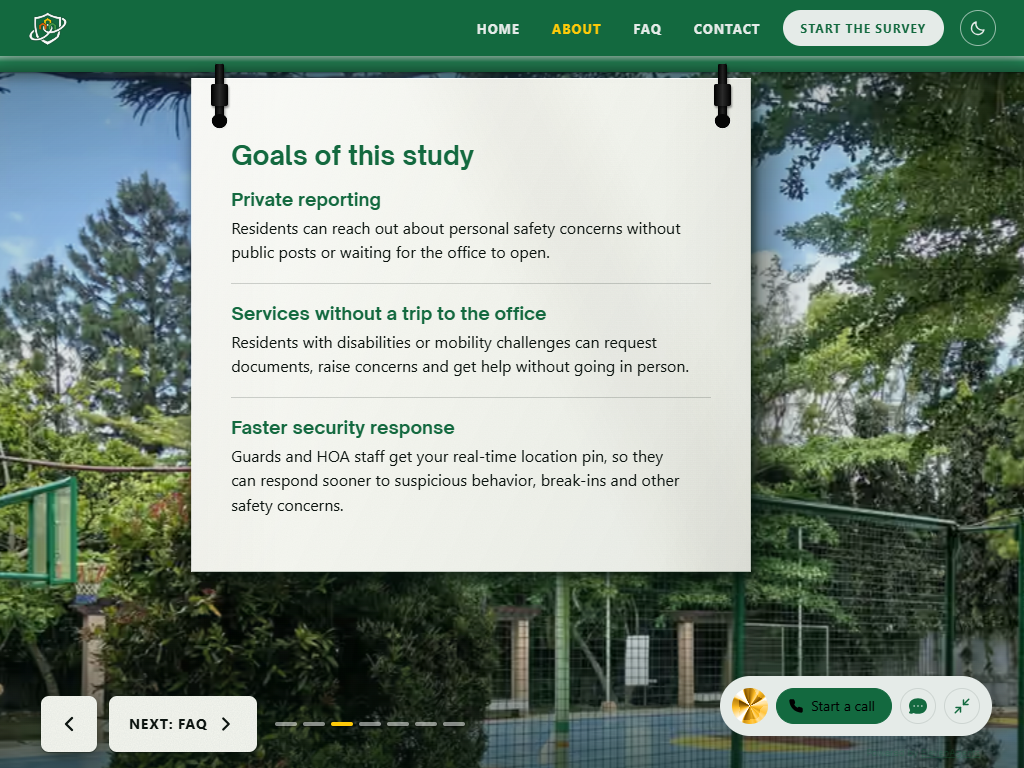 HOME
ABOUT
FAQ
CONTACT
START THE SURVEY
Goals of this study
Private reporting
Residents can reach out about personal safety concerns without
public posts or waiting for the office to open.
Services without a trip to the office
Residents with disabilities or mobility challenges can request
documents, raise concerns and get help without going in person.
Faster security response
Guards and HOA staff get your real-time location pin, so they
can respond sooner to suspicious behavior, break-ins and other
safety concerns.
NEXT: FAQ
Start a call